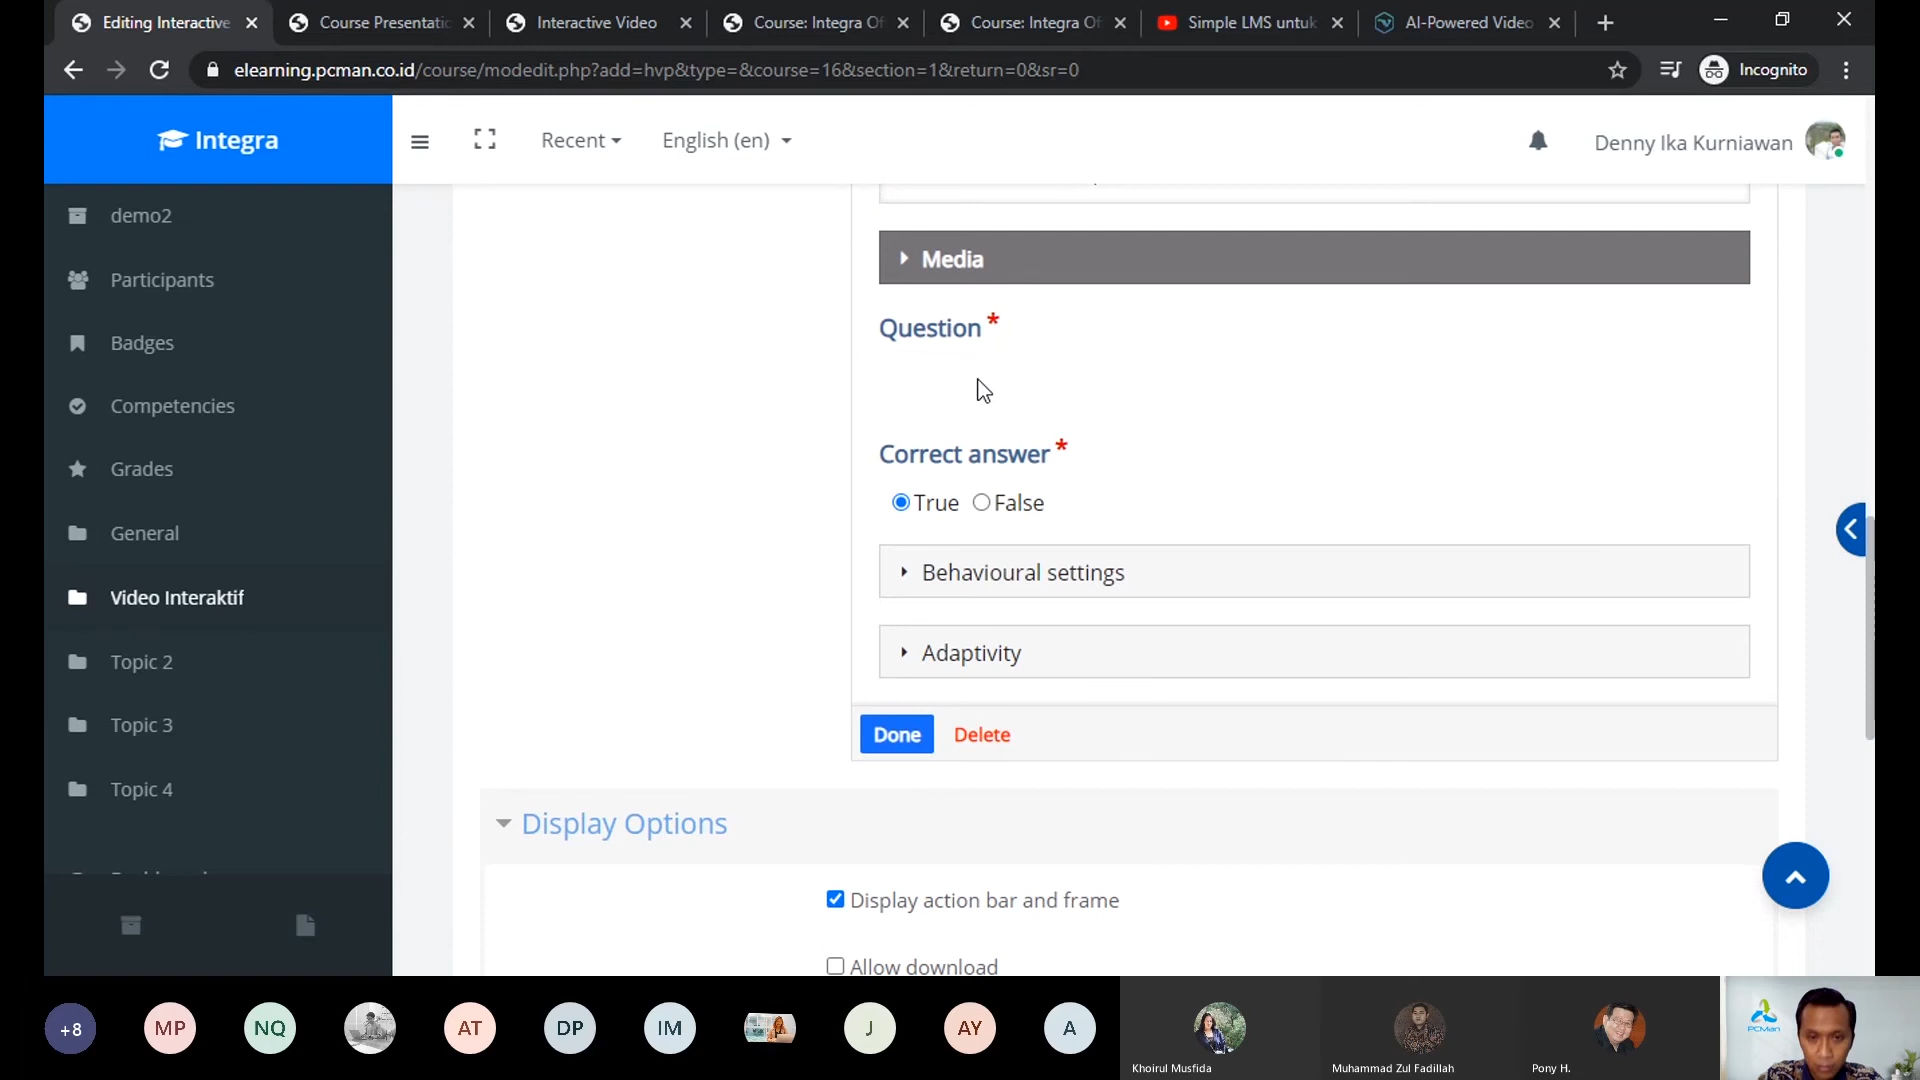 Editing Interactive
Course Presentatic
Interactive Video
Course: Integra Of
Course: Integra Of
Simple LMS untuk
AI-Powered Video
elearning.pcman.co.id/course/modedit.php?add=hvp&type=&course=16&section=1&return=0&sr=0
Incognito
Integra
Recent
English (en)
Denny Ika Kurniawan
demo2
Participants
Badges
Competencies
Grades
General
Video Interaktif
Topic 2
Topic 3
Topic 4
Media
Question *
Correct answer *
True False
Behavioural settings
Adaptivity
Done Delete
Display Options
Display action bar and frame
Allow download
+8
MP
NQ
AT
DP
IM
J
AY
A
Khoirul Musfida
Muhammad Zul Fadillah
Pony H.
PCMan